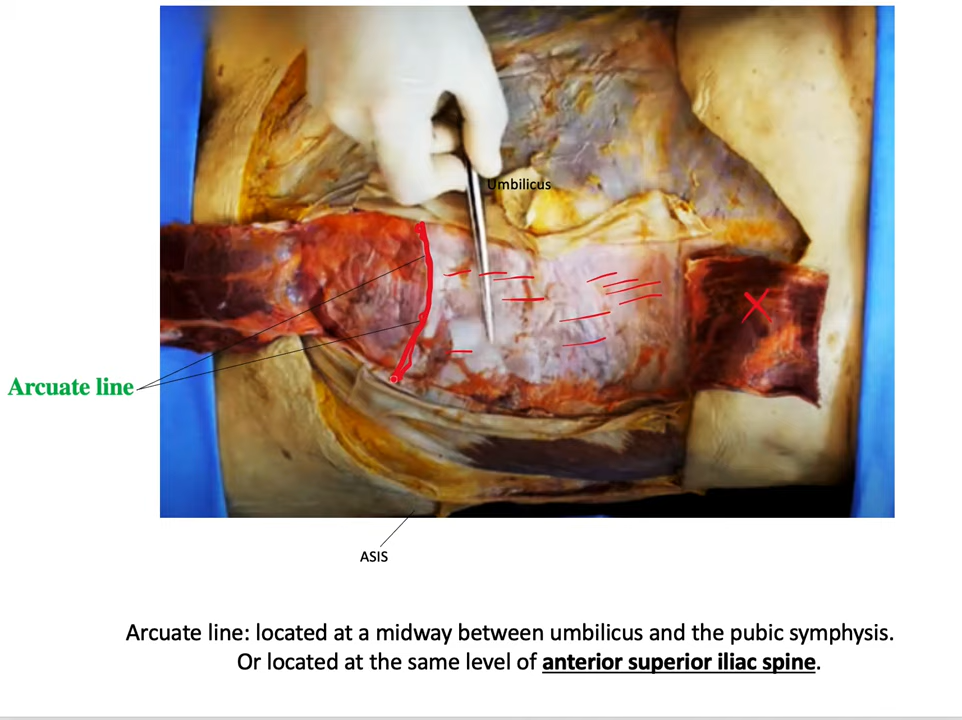 Umbilicus
Arcuate line
ASIS
Arcuate line: located at a midway between umbilicus and the pubic symphysis.
Or located at the same level of anterior superior iliac spine.